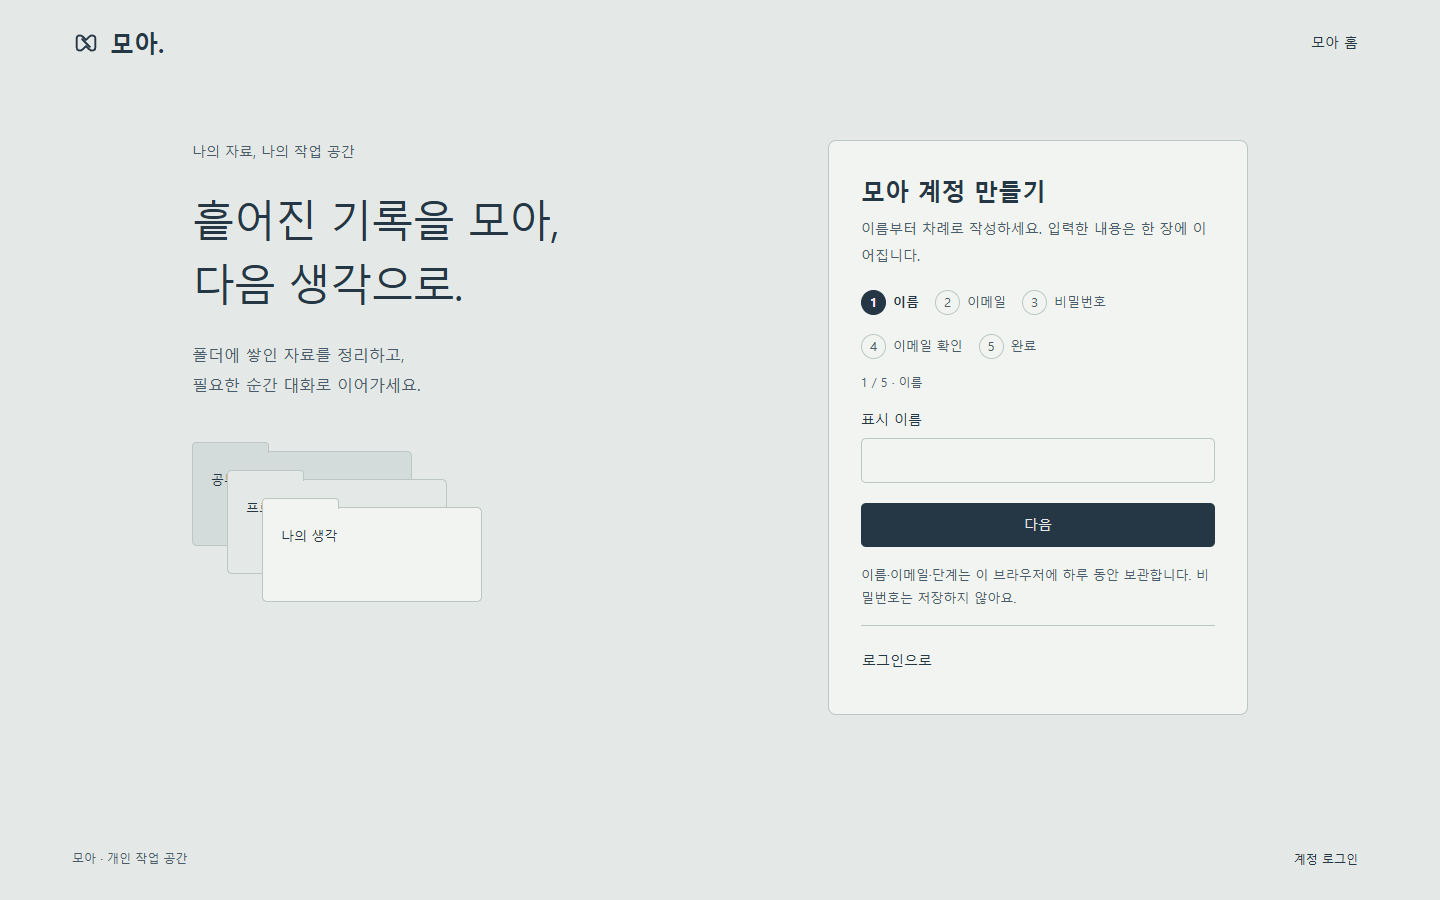 모아.
모아 홈
나의 자료, 나의 작업 공간
흩어진 기록을 모아,
다음 생각으로.
폴더에 쌓인 자료를 정리하고,
필요한 순간 대화로 이어가세요.
나의 생각
모아 계정 만들기
이름부터 차례로 작성하세요. 입력한 내용은 한 장에 이
어집니다.
1 이름 2 이메일 3 비밀번호
4 이메일 확인 5 완료
1 / 5 · 이름
표시 이름
다음
이름·이메일·단계는 이 브라우저에 하루 동안 보관합니다. 비
밀번호는 저장하지 않아요.
로그인으로
모아 · 개인 작업 공간
계정 로그인